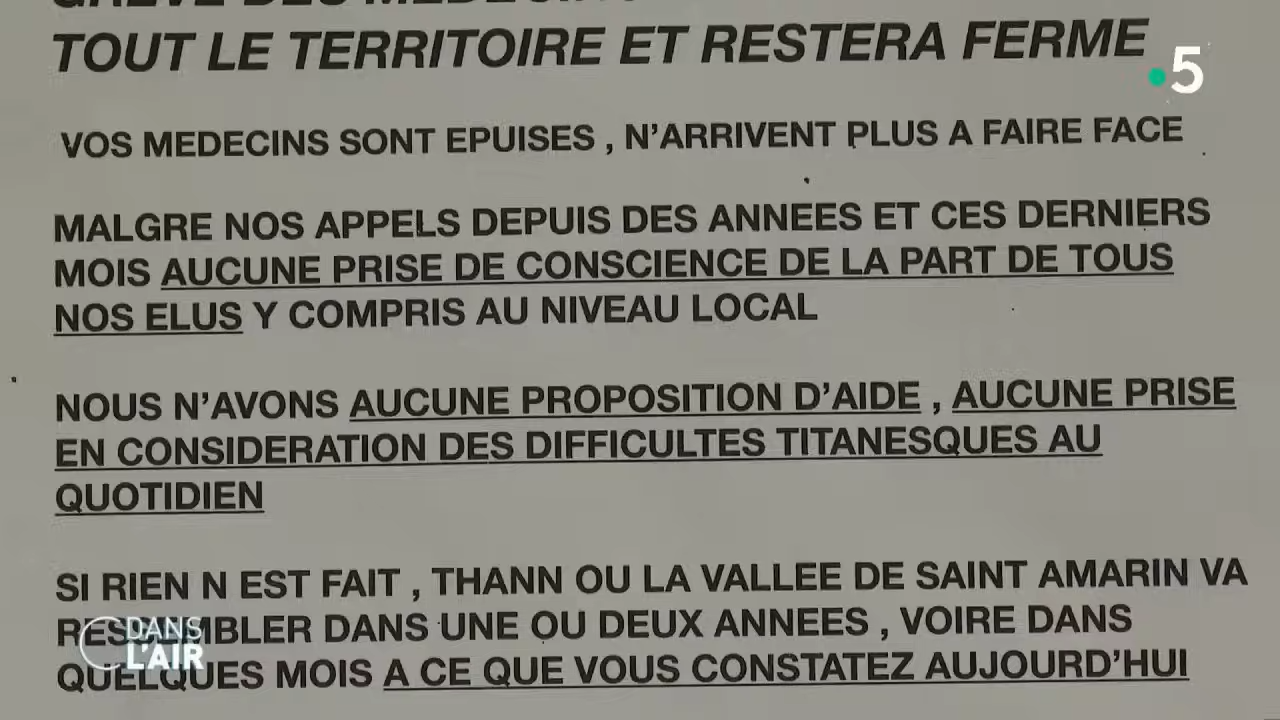 GREVE DES MEDECINS
TOUT LE TERRITOIRE ET RESTERA FERME
5
VOS MEDECINS SONT EPUISES , N'ARRIVENT PLUS A FAIRE FACE
MALGRE NOS APPELS DEPUIS DES ANNEES ET CES DERNIERS
MOIS AUCUNE PRISE DE CONSCIENCE DE LA PART DE TOUS
NOS ELUS Y COMPRIS AU NIVEAU LOCAL
NOUS N'AVONS AUCUNE PROPOSITION D'AIDE , AUCUNE PRISE
EN CONSIDERATION DES DIFFICULTES TITANESQUES AU
QUOTIDIEN
SI RIEN N EST FAIT , THANN OU LA VALLEE DE SAINT AMARIN VA
RESSEMBLER DANS UNE OU DEUX ANNEES , VOIRE DANS
QUELQUES MOIS A CE QUE VOUS CONSTATEZ AUJOURD'HUI
C DANS
L'AIR